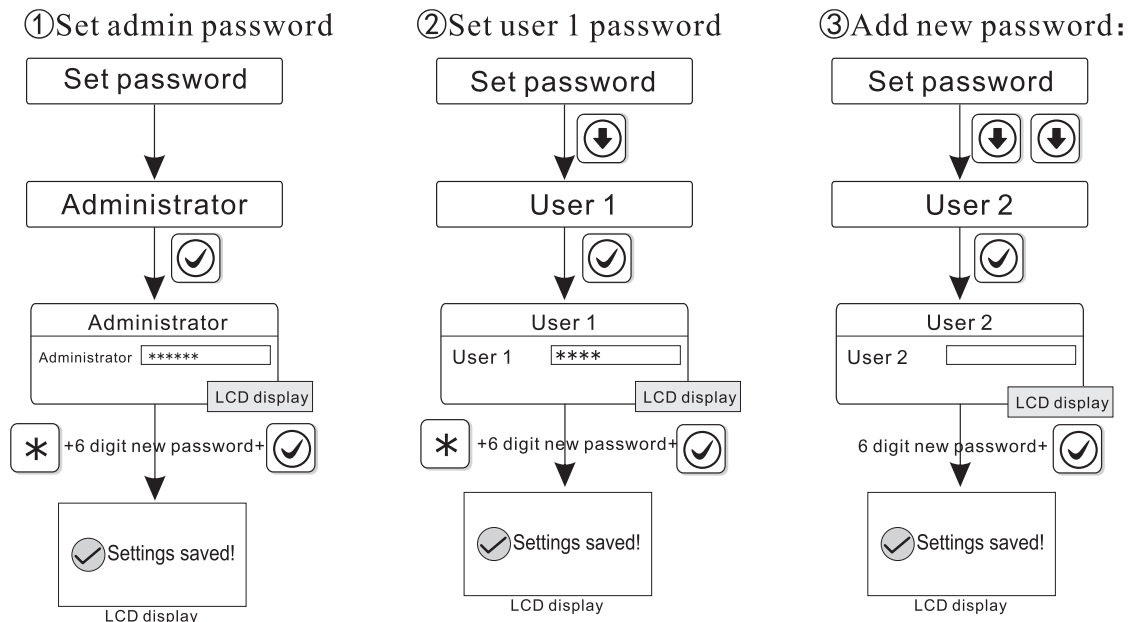 ①Set admin password
Set password
Administrator
Administrator
Administrator ******
LCD display
* +6 digit new password+
Settings saved!
LCD display
②Set user 1 password
Set password
User 1
User 1
User 1 ****
LCD display
* +6 digit new password+
Settings saved!
LCD display
③Add new password:
Set password
User 2
User 2
User 2
LCD display
6 digit new password+
Settings saved!
LCD display